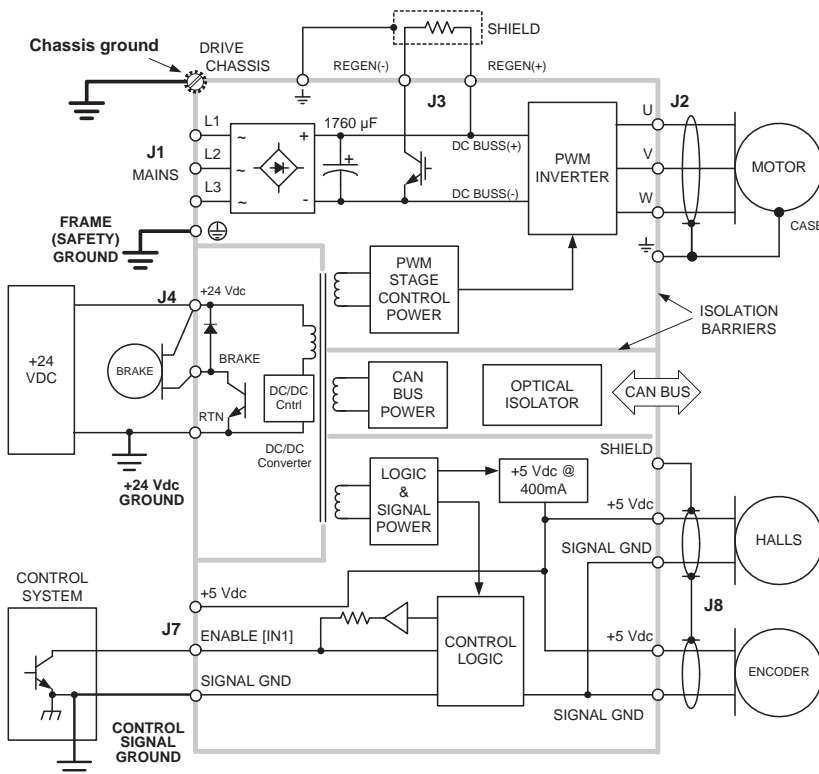 Chassis ground
DRIVE
CHASSIS
SHIELD
REGEN(-)
REGEN(+)
J3
J1
MAINS
L1
L2
L3
~
~
~
+
-
1760 µF
+
DC BUSS(+)
DC BUSS(-)
PWM
INVERTER
U
V
W
J2
MOTOR
CASE
FRAME
(SAFETY)
GROUND
J4
+24 Vdc
+24
VDC
BRAKE
BRAKE
RTN
DC/DC
Cntrl
DC/DC
Converter
+24 Vdc
GROUND
PWM
STAGE
CONTROL
POWER
ISOLATION
BARRIERS
CAN
BUS
POWER
OPTICAL
ISOLATOR
CAN BUS
LOGIC
&
SIGNAL
POWER
+5 Vdc @
400mA
SHIELD
+5 Vdc
SIGNAL GND
HALLS
J8
+5 Vdc
SIGNAL GND
ENCODER
CONTROL
SYSTEM
J7
+5 Vdc
ENABLE [IN1]
SIGNAL GND
CONTROL
LOGIC
CONTROL
SIGNAL
GROUND